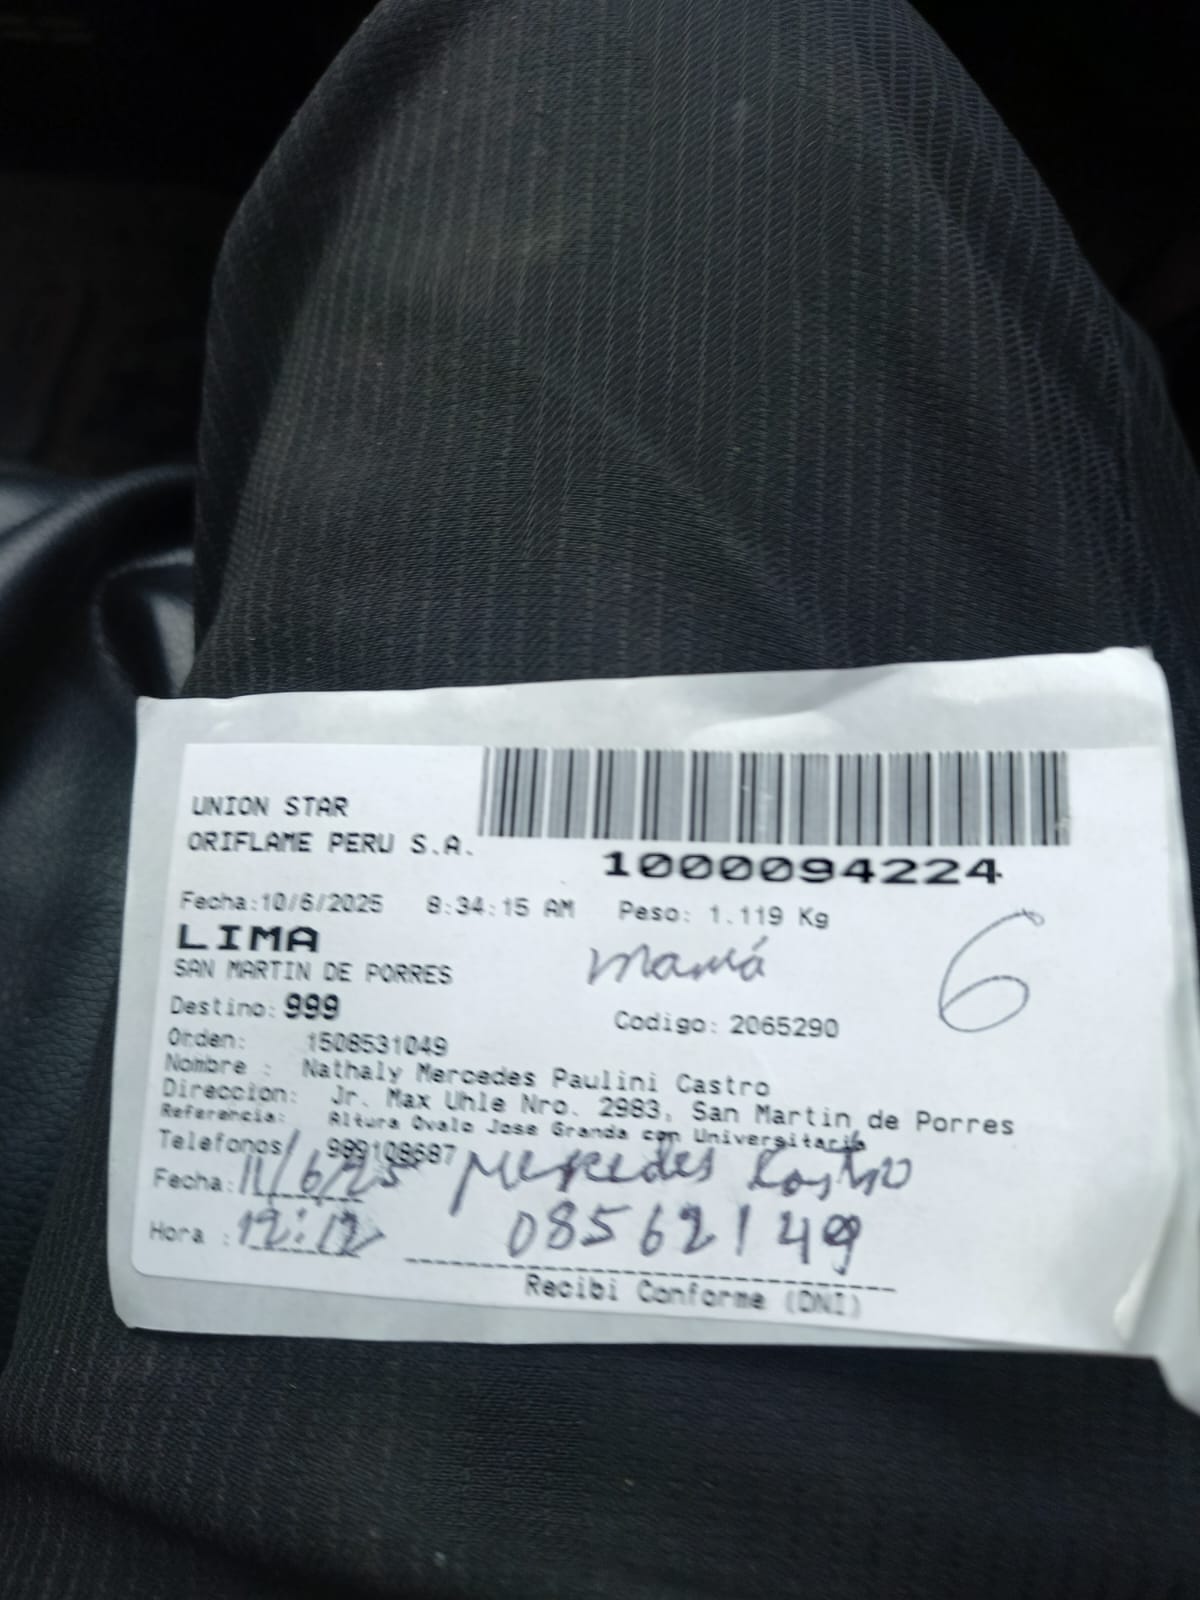 UNION STAR
ORIFLAME PERU S.A.
1000094224
Fecha:10/6/2025 8:34:15 AM Peso: 1.119 Kg
LIMA
mamá
6
SAN MARTIN DE PORRES
Destino: 999
Codigo: 2065290
Orden: 1508531049
Nombre : Nathaly Mercedes Paulini Castro
Direccion: Jr. Max Uhle Nro. 2983, San Martin de Porres
Referencia: Altura Ovalo Jose Granda con Universitaria
Telefonos 989108687
Fecha: 11/6/25 Mercedes Castro
Hora : 12:12 08562149
Recibi Conforme (DNI)